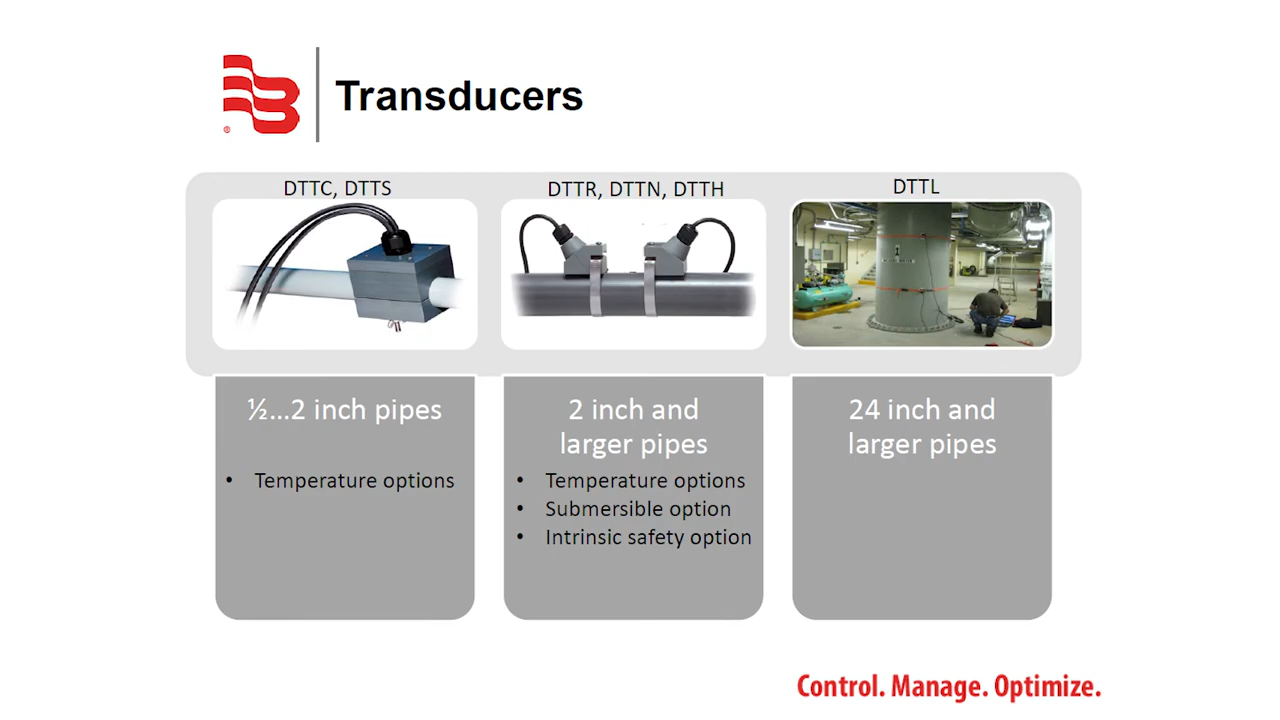 Transducers
DTTC, DTTS
DTTR, DTTN, DTTH
DTTL
½...2 inch pipes
• Temperature options
2 inch and
larger pipes
• Temperature options
• Submersible option
• Intrinsic safety option
24 inch and
larger pipes
®
Control. Manage. Optimize.